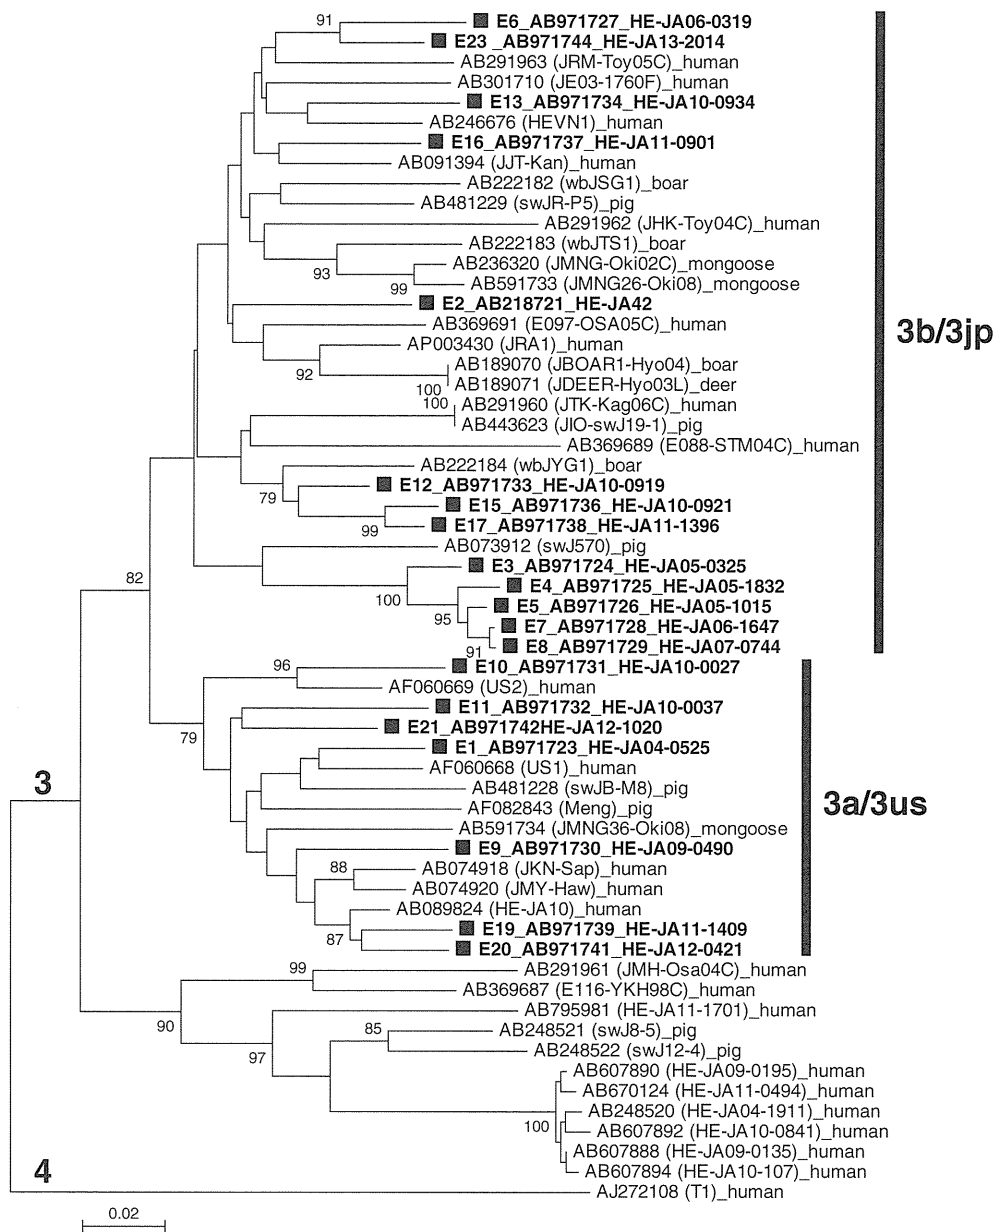 91
E6_AB971727_HE-JA06-0319
E23 _AB971744_HE-JA13-2014
AB291963 (JRM-Toy05C)_human
AB301710 (JE03-1760F)_human
E13_AB971734_HE-JA10-0934
AB246676 (HEVN1)_human
E16_AB971737_HE-JA11-0901
AB091394 (JJT-Kan)_human
AB222182 (wbJSG1)_boar
AB481229 (swJR-P5)_pig
AB291962 (JHK-Toy04C)_human
AB222183 (wbJTS1)_boar
93
AB236320 (JMNG-Oki02C)_mongoose
99
AB591733 (JMNG26-Oki08)_mongoose
E2_AB218721_HE-JA42
AB369691 (E097-OSA05C)_human
3b/3jp
AP003430 (JRA1)_human
92
AB189070 (JBOAR1-Hyo04)_boar
100
AB189071 (JDEER-Hyo03L)_deer
100
AB291960 (JTK-Kag06C)_human
AB443623 (JIO-swJ19-1)_pig
AB369689 (E088-STM04C)_human
AB222184 (wbJYG1)_boar
79
E12_AB971733_HE-JA10-0919
E15_AB971736_HE-JA10-0921
99
E17_AB971738_HE-JA11-1396
AB073912 (swJ570)_pig
E3_AB971724_HE-JA05-0325
82
E4_AB971725_HE-JA05-1832
100
E5_AB971726_HE-JA05-1015
95
E7_AB971728_HE-JA06-1647
E8_AB971729_HE-JA07-0744
91
96
E10_AB971731_HE-JA10-0027
AF060669 (US2)_human
E11_AB971732_HE-JA10-0037
E21_AB971742HE-JA12-1020
79
E1_AB971723_HE-JA04-0525
AF060668 (US1)_human
3
AB481228 (swJB-M8)_pig
AF082843 (Meng)_pig
3a/3us
AB591734 (JMNG36-Oki08)_mongoose
E9_AB971730_HE-JA09-0490
88
AB074918 (JKN-Sap)_human
AB074920 (JMY-Haw)_human
AB089824 (HE-JA10)_human
E19_AB971739_HE-JA11-1409
87
E20_AB971741_HE-JA12-0421
99
AB291961 (JMH-Osa04C)_human
AB369687 (E116-YKH98C)_human
90
AB795981 (HE-JA11-1701)_human
85
AB248521 (swJ8-5)_pig
97
AB248522 (swJ12-4)_pig
AB607890 (HE-JA09-0195)_human
AB670124 (HE-JA11-0494)_human
AB248520 (HE-JA04-1911)_human
100
AB607892 (HE-JA10-0841)_human
AB607888 (HE-JA09-0135)_human
4
AB607894 (HE-JA10-107)_human
AJ272108 (T1)_human
0.02